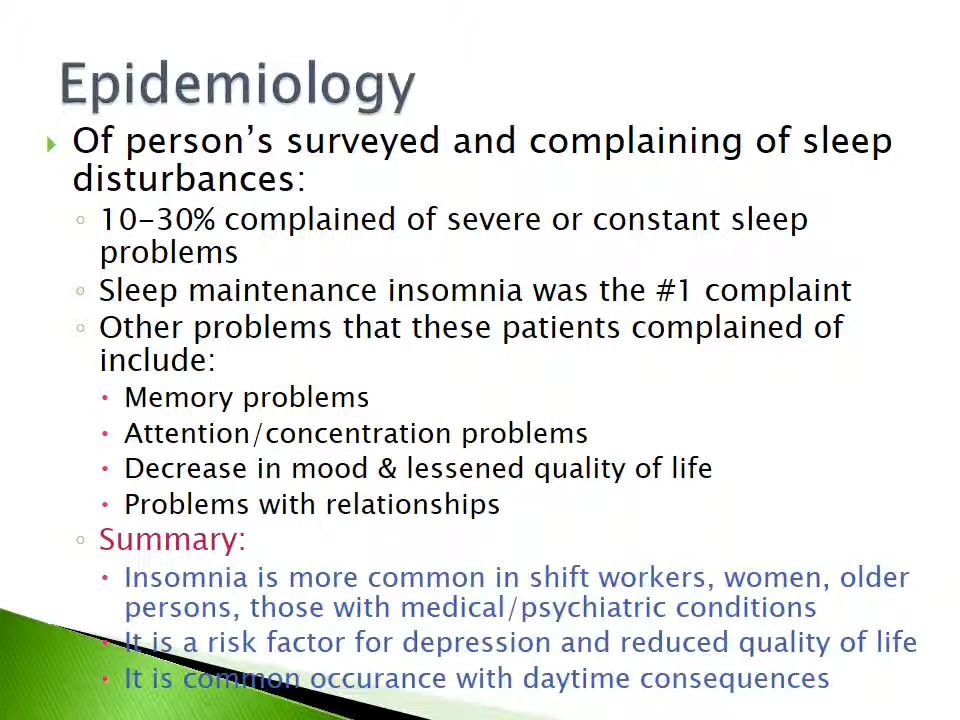 Epidemiology
Of person's surveyed and complaining of sleep
disturbances:
10-30% complained of severe or constant sleep
problems
Sleep maintenance insomnia was the #1 complaint
Other problems that these patients complained of
include:
Memory problems
Attention/concentration problems
Decrease in mood & lessened quality of life
Problems with relationships
Summary:
Insomnia is more common in shift workers, women, older
persons, those with medical/psychiatric conditions
It is a risk factor for depression and reduced quality of life
It is common occurance with daytime consequences